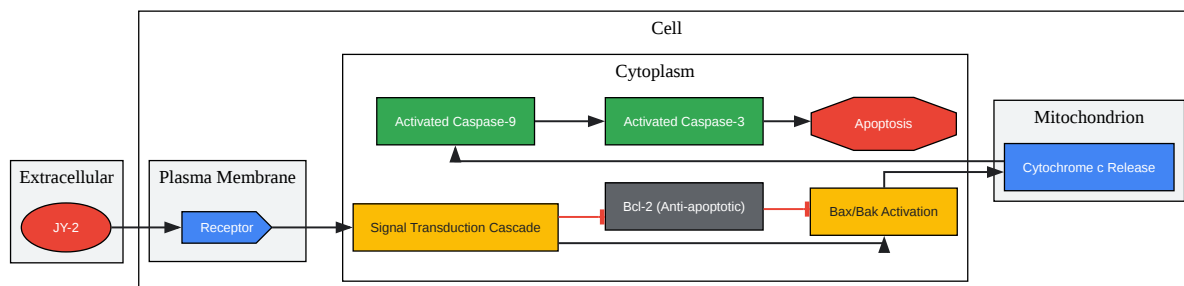 Cell
Cytoplasm
Activated Caspase-9
Activated Caspase-3
Apoptosis
Mitochondrion
Cytochrome c Release
Extracellular
JY-2
Plasma Membrane
Receptor
Signal Transduction Cascade
Bcl-2 (Anti-apoptotic)
Bax/Bak Activation